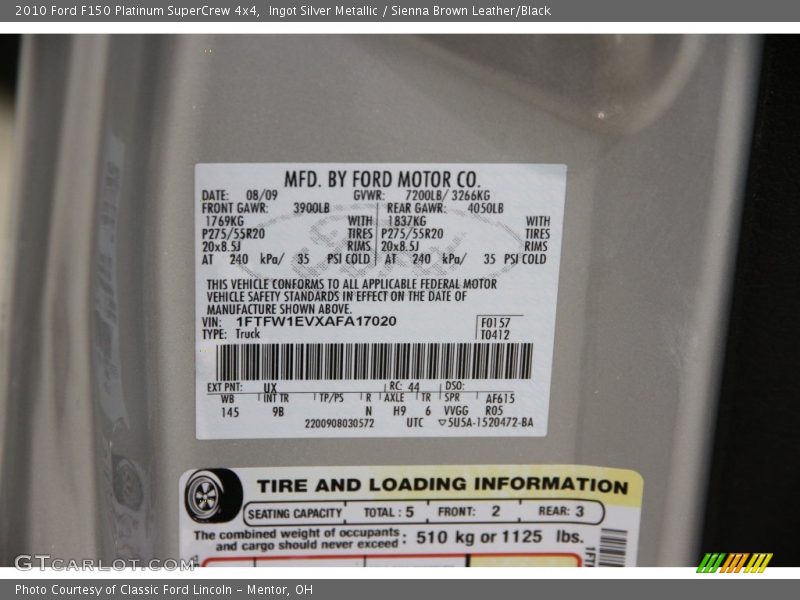 2010 Ford F150 Platinum SuperCrew 4x4,  Ingot Silver Metallic / Sienna Brown Leather/Black
MFD. BY FORD MOTOR CO.
DATE: 08/09 GVWR: 7200LB/ 3266KG
FRONT GAWR: 3900LB REAR GAWR: 4050LB
1769KG WITH 1837KG WITH
P275/55R20 TIRES P275/55R20 TIRES
20x8.5J RIMS 20x8.5J RIMS
AT 240 kPa/ 35 PSI COLD AT 240 kPa/ 35 PSI COLD
THIS VEHICLE CONFORMS TO ALL APPLICABLE FEDERAL MOTOR
VEHICLE SAFETY STANDARDS IN EFFECT ON THE DATE OF
MANUFACTURE SHOWN ABOVE.
VIN: 1FTFW1EVXAFA17020 F0157
TYPE: Truck T0412
EXT PNT: UX RC: 44 DSO:
WB INT TR TP/PS R AXLE TR SPR AF615
145 9B N H9 6 VVGG R05
2200908030572 UTC ▽5U5A-1520472-BA
TIRE AND LOADING INFORMATION
SEATING CAPACITY TOTAL : 5 FRONT: 2 REAR: 3
The combined weight of occupants
and cargo should never exceed : 510 kg or 1125 lbs.
GTcarlot.com
Photo Courtesy of Classic Ford Lincoln – Mentor, OH